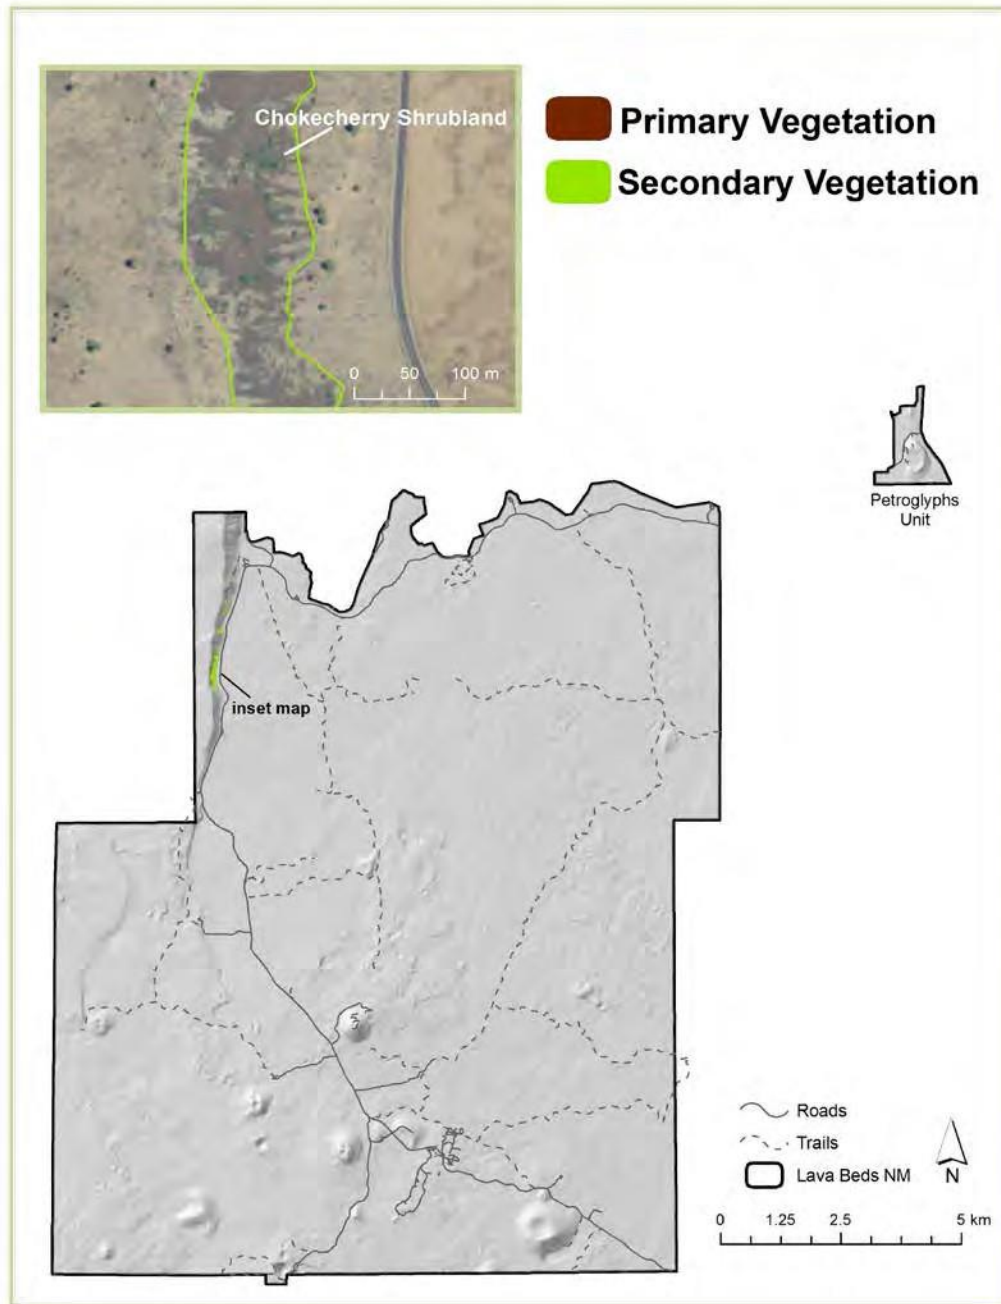 Chokecherry Shrubland
0 50 100 m
Primary Vegetation
Secondary Vegetation
Petroglyphs
Unit
inset map
Roads
Trails
Lava Beds NM
N
0 1.25 2.5 5 km